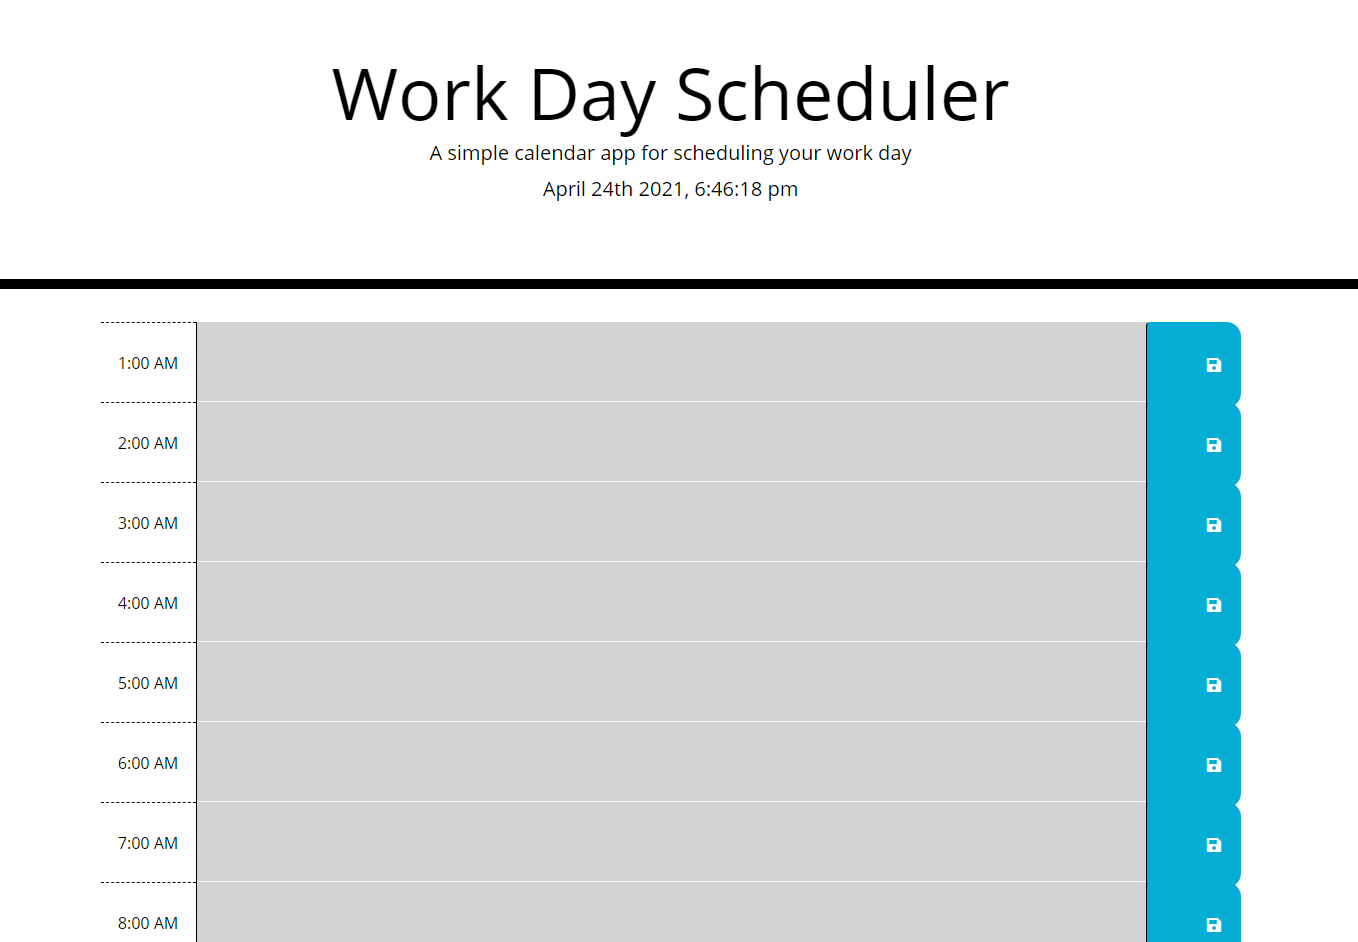 Work Day Scheduler
A simple calendar app for scheduling your work day
April 24th 2021, 6:46:18 pm
1:00 AM
2:00 AM
3:00 AM
4:00 AM
5:00 AM
6:00 AM
7:00 AM
8:00 AM